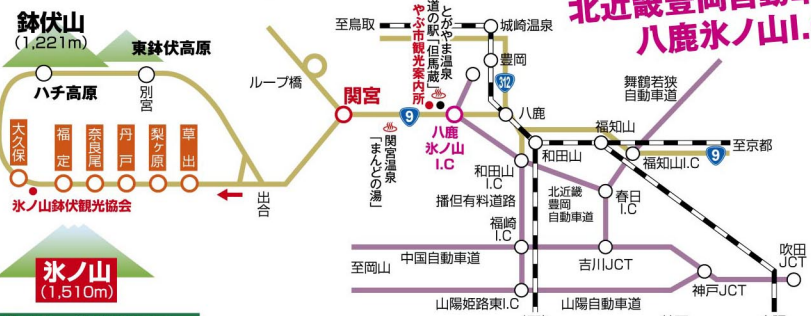 鉢伏山
(1,221m)
東鉢伏高原
ハチ高原
別宮
大久保
福定
奈良尾
丹戸
梨ヶ原
草出
氷ノ山鉢伏観光協会
出合
氷ノ山
(1,510m)
ループ橋
関宮
9
関宮温泉
「まんどの湯」
至鳥取
とがやま温泉
道の駅「但馬蔵」
やぶ市観光案内所
八鹿
氷ノ山
I.C
城崎温泉
豊岡
312
八鹿
北近畿豊岡自動車
八鹿氷ノ山I.
舞鶴若狭
自動車道
福知山
至京都
和田山
福知山I.C
9
和田山
I.C
播但有料道路
北近畿
豊岡
自動車道
春日
I.C
福崎
I.C
中国自動車道
至岡山
吉川JCT
吹田
JCT
神戸JCT
山陽姫路東I.C
山陽自動車道